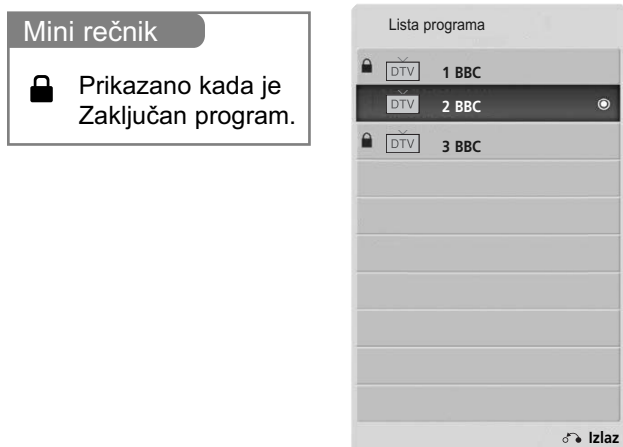 Mini rečnik
Prikazano kada je
Zaključan program.
Lista programa
DTV 1 BBC
DTV 2 BBC
DTV 3 BBC
Izlaz